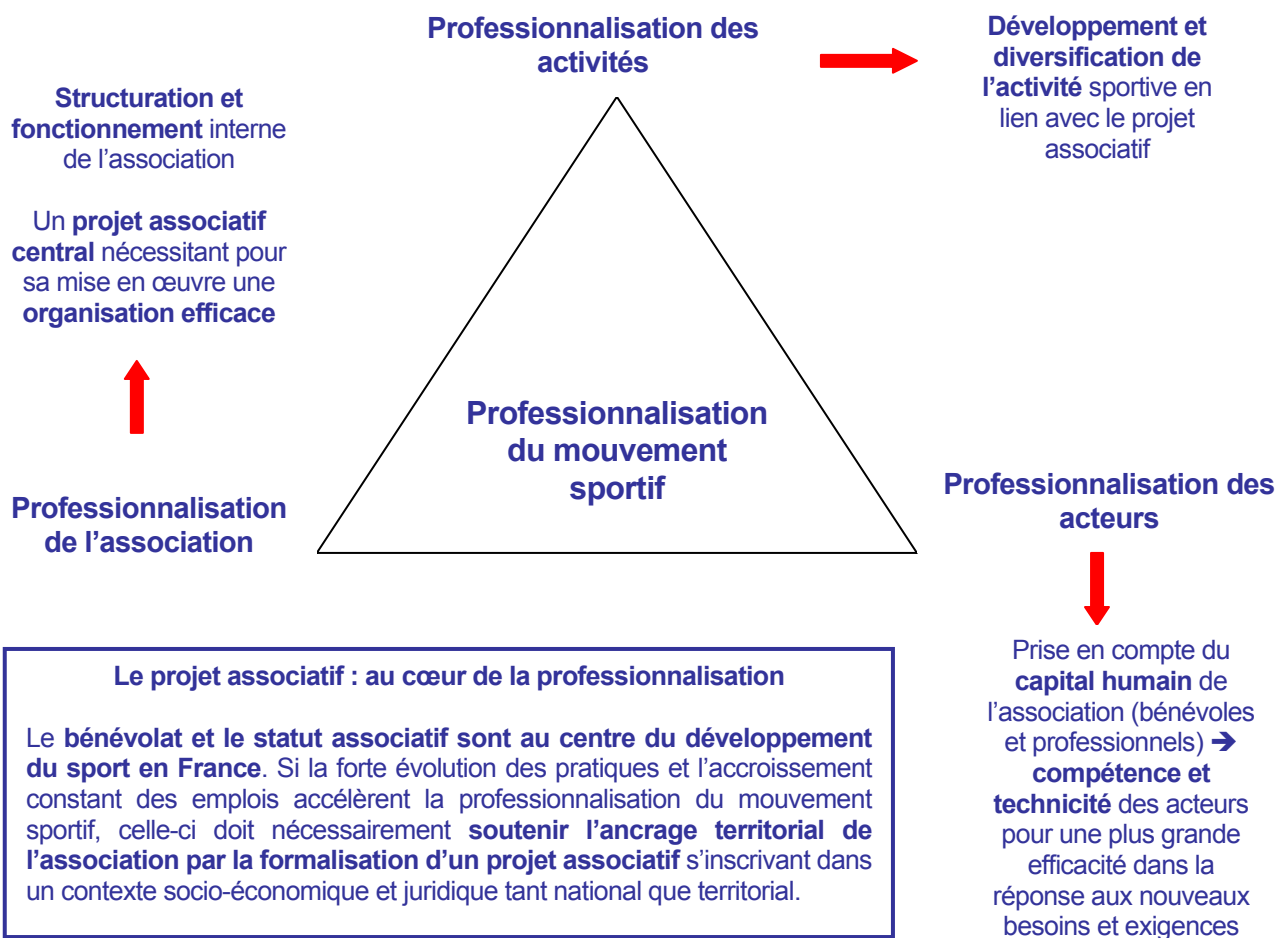 Professionnalisation des
activités
Développement et
diversification de
l’activité sportive en
lien avec le projet
associatif
Structuration et
fonctionnement interne
de l’association
Un projet associatif
central nécessitant pour
sa mise en œuvre une
organisation efficace
Professionnalisation
du mouvement
sportif
Professionnalisation
de l’association
Professionnalisation des
acteurs
Le projet associatif : au cœur de la professionnalisation
Le bénévolat et le statut associatif sont au centre du développement
du sport en France. Si la forte évolution des pratiques et l’accroissement
constant des emplois accélèrent la professionnalisation du mouvement
sportif, celle-ci doit nécessairement soutenir l’ancrage territorial de
l’association par la formalisation d’un projet associatif s’inscrivant dans
un contexte socio-économique et juridique tant national que territorial.
Prise en compte du
capital humain de
l’association (bénévoles
et professionnels) ➔
compétence et
technicité des acteurs
pour une plus grande
efficacité dans la
réponse aux nouveaux
besoins et exigences